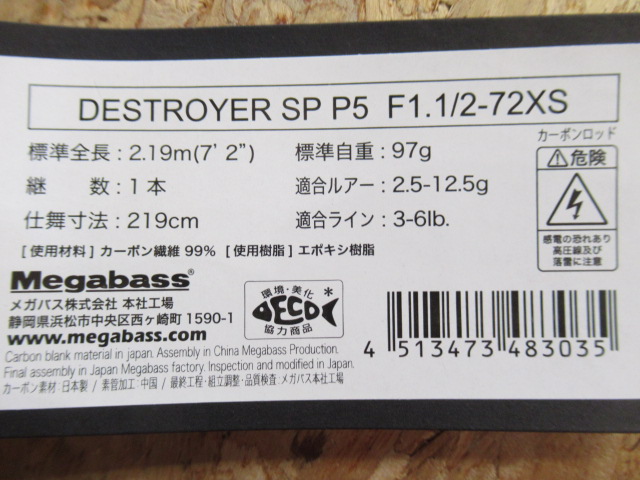 DESTROYER SP P5 F1.1/2-72XS
標準全長 : 2.19m(7' 2")
標準自重 : 97g
継 数 : 1 本
適合ルアー : 2.5-12.5g
仕舞寸法 : 219cm
適合ライン : 3-6lb.
[ 使用材料 ] カーボン繊維 99% [ 使用樹脂 ] エポキシ樹脂
カーボンロッド
危険
感電の恐れあり
高圧線及び
落雷に注意
Megabass®
メガバス株式会社 本社工場
静岡県浜松市中央区西ヶ崎町 1590-1
www.megabass.com
環境・美化
ECO
*
協力商品
Carbon blank material in japan. Assembly in China Megabass Production.
Final assembly in Japan Megabass factory. Inspection and modified in Japan.
カーボン素材 : 日本製 / 素管加工 : 中国 / 最終工程・組立調整・品質検査 : メガバス本社工場
4 513473 483035